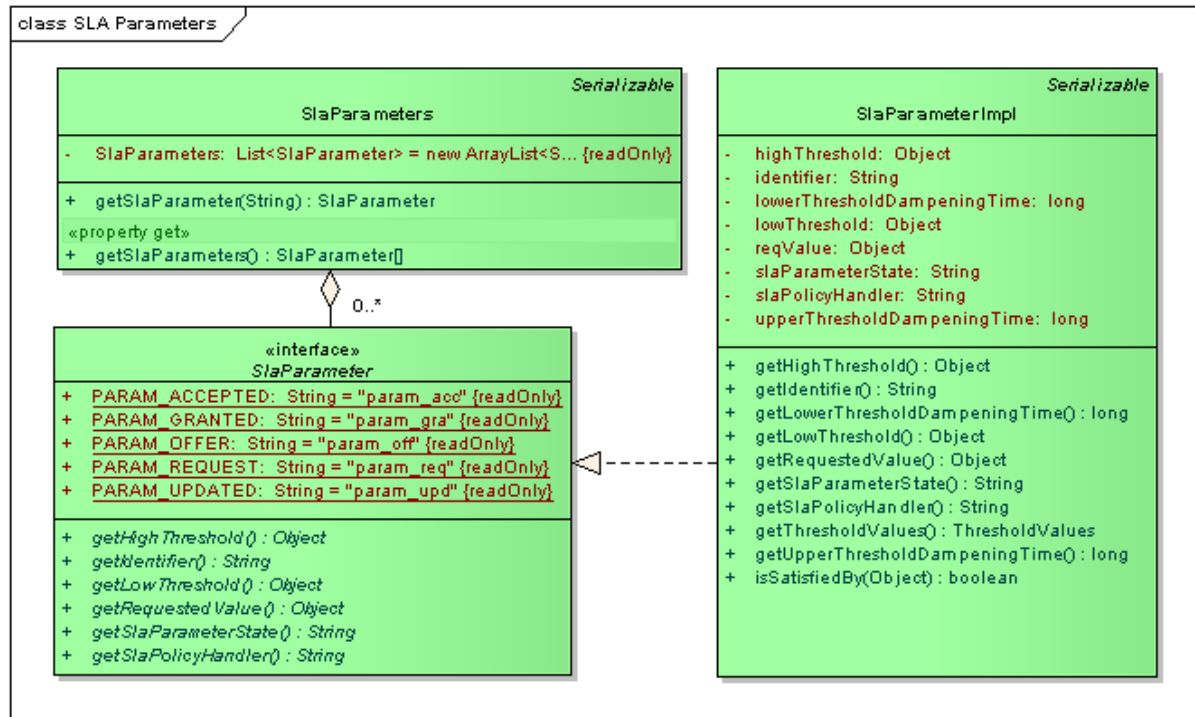 class SLA Parameters
Serializable
SlaParameters
- SlaParameters: List<SlaParameter> = new ArrayList<S... {readOnly}
+ getSlaParameter(String) : SlaParameter
«property get»
+ getSlaParameters() : SlaParameter[]
0..*
«interface»
SlaParameter
+ PARAM_ACCEPTED: String = "param_acc" {readOnly}
+ PARAM_GRANTED: String = "param_gra" {readOnly}
+ PARAM_OFFER: String = "param_off" {readOnly}
+ PARAM_REQUEST: String = "param_req" {readOnly}
+ PARAM_UPDATED: String = "param_upd" {readOnly}
+ getHighThreshold() : Object
+ getIdentifier() : String
+ getLowThreshold() : Object
+ getRequestedValue() : Object
+ getSlaParameterState() : String
+ getSlaPolicyHandler() : String
Serializable
SlaParameterImpl
- highThreshold: Object
- identifier: String
- lowerThresholdDampeningTime: long
- lowThreshold: Object
- reqValue: Object
- slaParameterState: String
- slaPolicyHandler: String
- upperThresholdDampeningTime: long
+ getHighThreshold() : Object
+ getIdentifier() : String
+ getLowerThresholdDampeningTime() : long
+ getLowThreshold() : Object
+ getRequestedValue() : Object
+ getSlaParameterState() : String
+ getSlaPolicyHandler() : String
+ getThresholdValues() : ThresholdValues
+ getUpperThresholdDampeningTime() : long
+ isSatisfiedBy(Object) : boolean